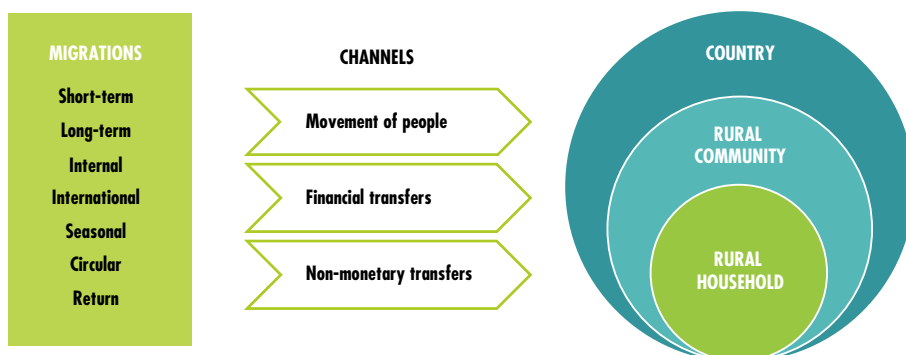 MIGRATIONS
Short-term
Long-term
Internal
International
Seasonal
Circular
Return
CHANNELS
Movement of people
Financial transfers
Non-monetary transfers
COUNTRY
RURAL
COMMUNITY
RURAL
HOUSEHOLD